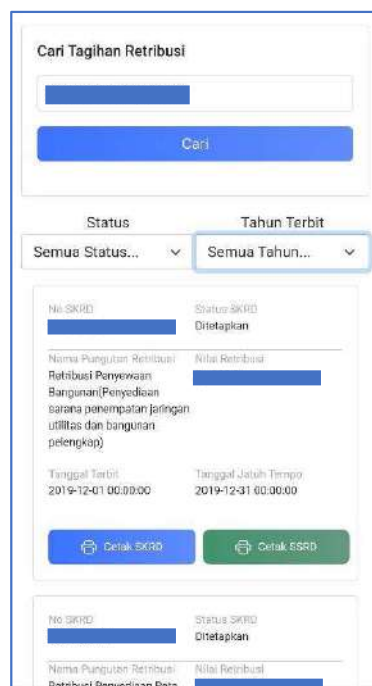 Cari Tagihan Retribusi
Cari
Status Tahun Terbit
Semua Status... Semua Tahun...
No SKRD Status SKRD
Ditetapkan
Nama Pungutan Retribusi Nilai Retribusi
Retribusi Penyewaan
Bangunan(Penyediaan
sarana penempatan jaringan
utilitas dan bangunan
pelengkap)
Tanggal Terbit Tanggal Jatuh Tempo
2019-12-01 00:00:00 2019-12-31 00:00:00
Cetak SKRD Cetak SSRD
No SKRD Status SKRD
Ditetapkan
Nama Pungutan Retribusi Nilai Retribusi
Retribusi Penyediaan Peta